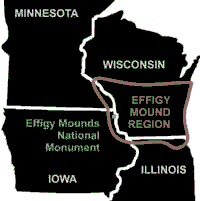 MINNESOTA
WISCONSIN
EFFIGY
MOUND
REGION
Effigy Mounds
National
Monument
IOWA
ILLINOIS